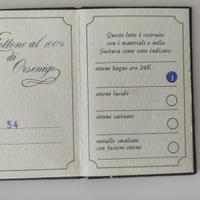 ottone al 100%
di
Orsenigo
54
Questo letto è costruito
con i materiali e nella
finitura come sotto indicato.
ottone bagno oro 24K
ottone lucido
ottone satinato
metallo smaltato
con fusioni ottone